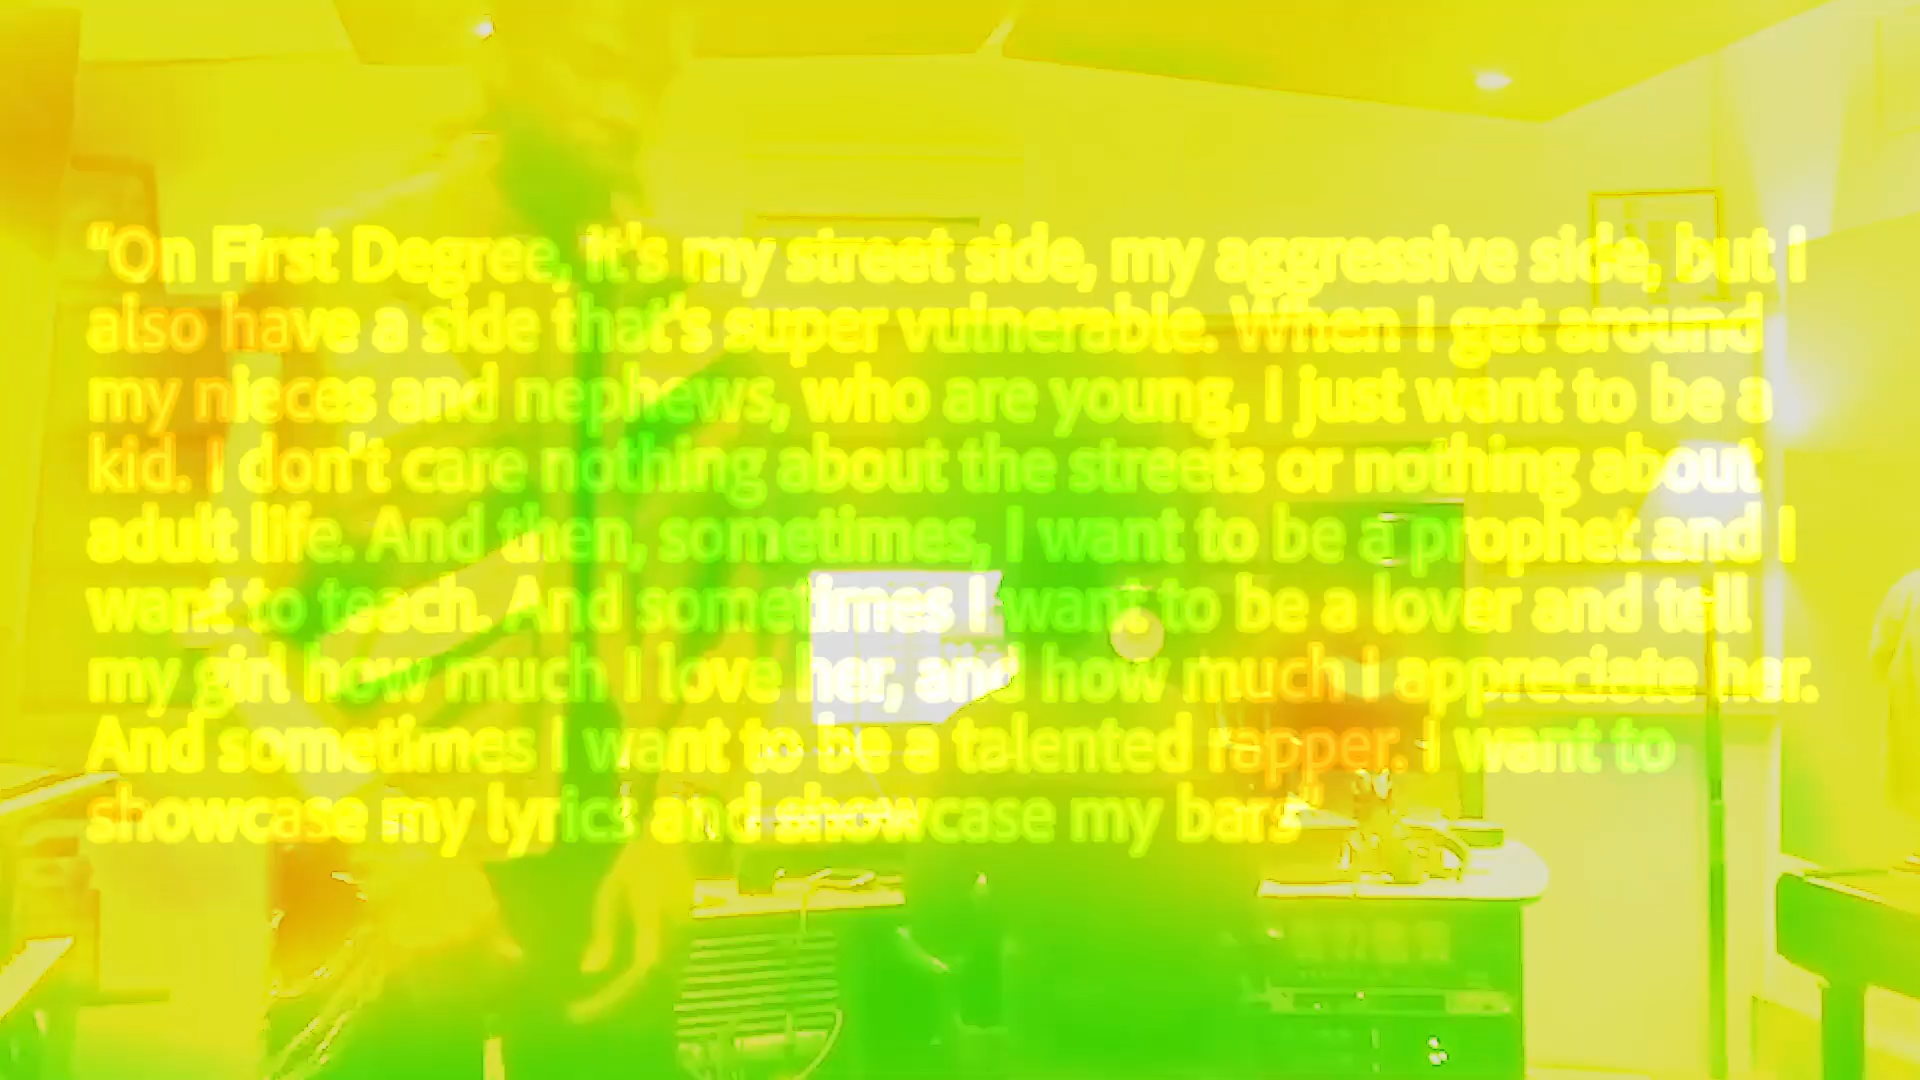 “On First Degree, it's my street side, my aggressive side, but I
also have a side that's super vulnerable. When I get around
my nieces and nephews, who are young, I just want to be a
kid. I don't care nothing about the streets or nothing about
adult life. And then, sometimes, I want to be a prophet and I
want to teach. And sometimes I want to be a lover and tell
my girl how much I love her, and how much I appreciate her.
And sometimes I want to be a talented rapper. I want to
showcase my lyrics and showcase my bars”